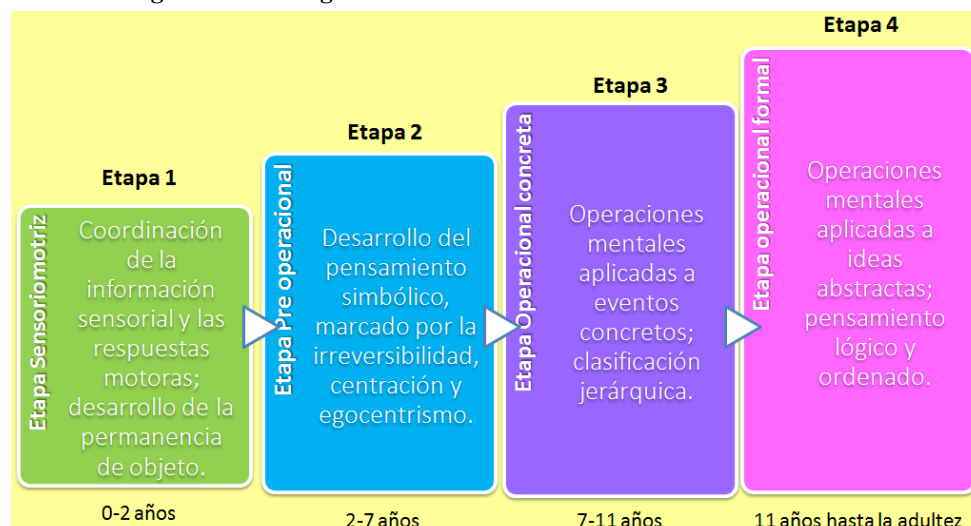 Etapa 1
Etapa Sensoriomotriz
Coordinación
de la
información
sensorial y las
respuestas
motoras;
desarrollo de la
permanencia
de objeto.
0-2 años
Etapa 2
Etapa Pre operacional
Desarrollo del
pensamiento
simbólico,
marcado por la
irreversibilidad,
centración y
egocentrismo.
2-7 años
Etapa 3
Etapa Operacional concreta
Operaciones
mentales
aplicadas a
eventos
concretos;
clasificación
jerárquica.
7-11 años
Etapa 4
Etapa operacional formal
Operaciones
mentales
aplicadas a
ideas
abstractas;
pensamiento
lógico y
ordenado.
11 años hasta la adultez